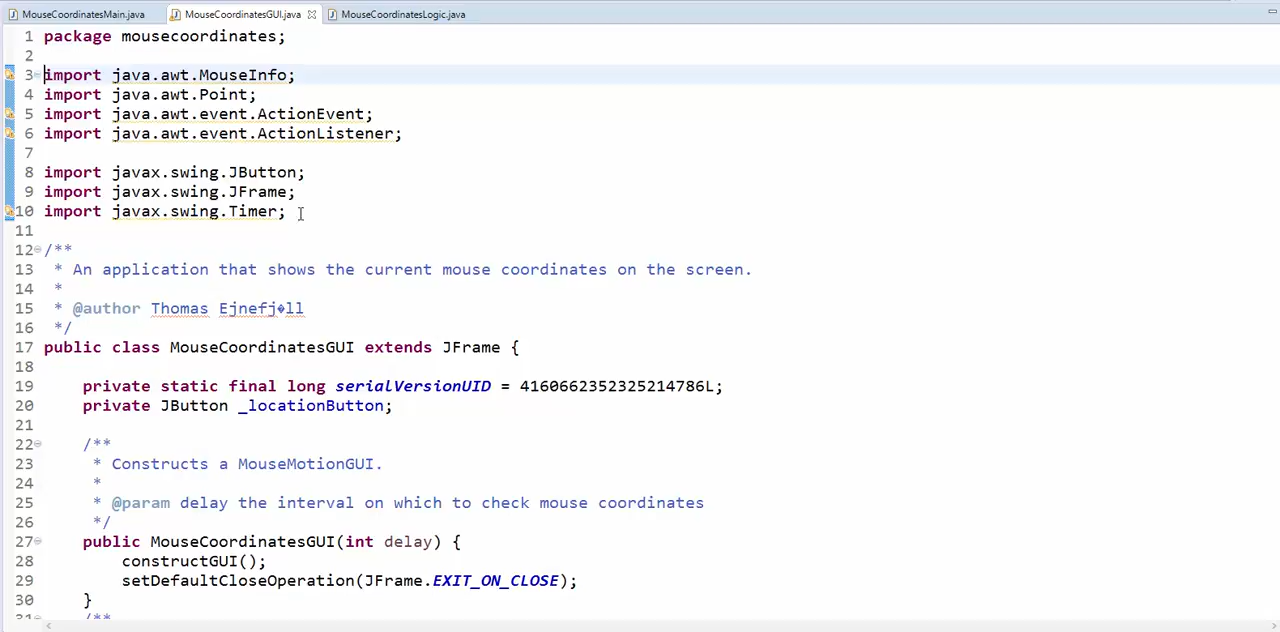 MouseCoordinatesMain.java MouseCoordinatesGUI.java MouseCoordinatesLogic.java
1 package mousecoordinates;
2
3 import java.awt.MouseInfo;
4 import java.awt.Point;
5 import java.awt.event.ActionEvent;
6 import java.awt.event.ActionListener;
7
8 import javax.swing.JButton;
9 import javax.swing.JFrame;
10 import javax.swing.Timer;
11
12 /**
13 * An application that shows the current mouse coordinates on the screen.
14 *
15 * @author Thomas Ejnefj�ll
16 */
17 public class MouseCoordinatesGUI extends JFrame {
18
19 private static final long serialVersionUID = 4160662352325214786L;
20 private JButton _locationButton;
21
22 /**
23 * Constructs a MouseMotionGUI.
24 *
25 * @param delay the interval on which to check mouse coordinates
26 */
27 public MouseCoordinatesGUI(int delay) {
28 constructGUI();
29 setDefaultCloseOperation(JFrame.EXIT_ON_CLOSE);
30 }
31 /**